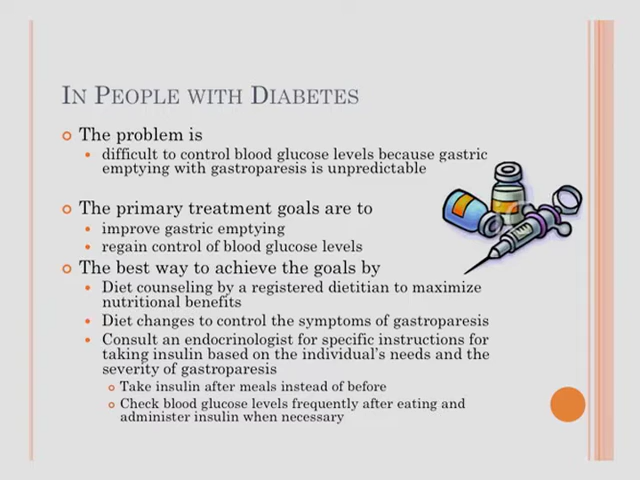 In People with Diabetes
The problem is
difficult to control blood glucose levels because gastric
emptying with gastroparesis is unpredictable
The primary treatment goals are to
improve gastric emptying
regain control of blood glucose levels
The best way to achieve the goals by
Diet counseling by a registered dietitian to maximize
nutritional benefits
Diet changes to control the symptoms of gastroparesis
Consult an endocrinologist for specific instructions for
taking insulin based on the individual's needs and the
severity of gastroparesis
Take insulin after meals instead of before
Check blood glucose levels frequently after eating and
administer insulin when necessary